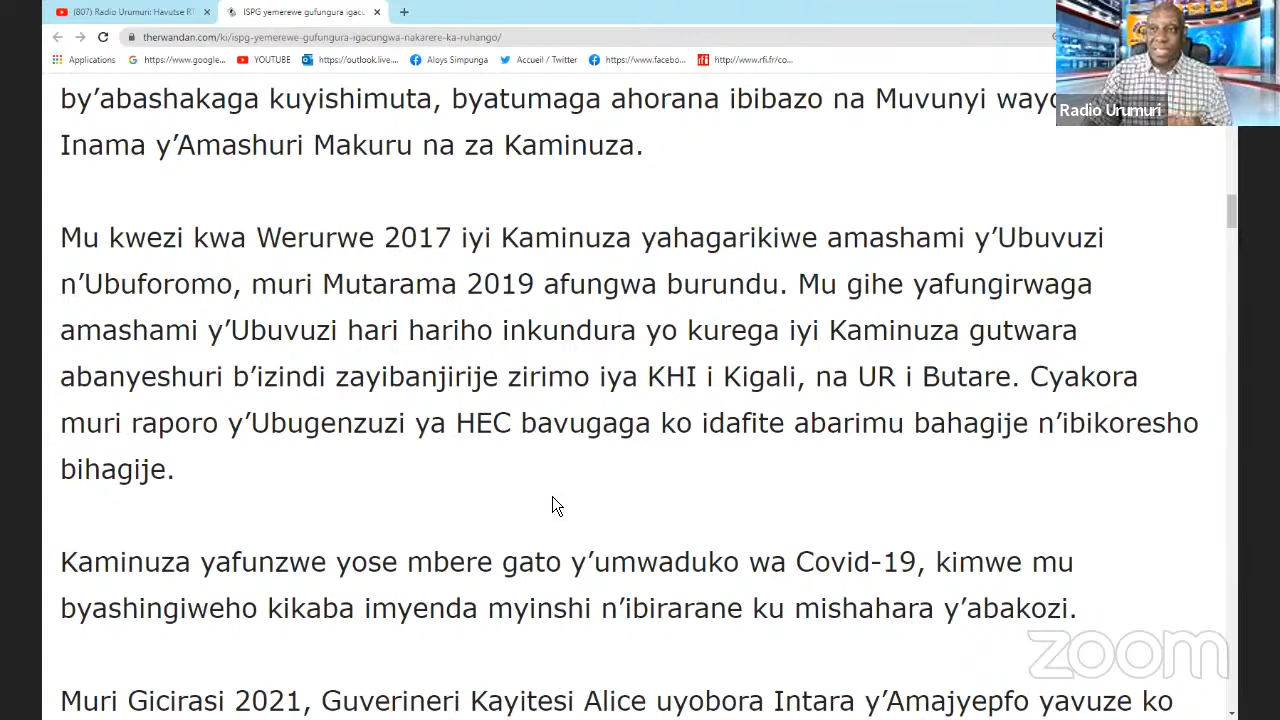 (807) Radio Urumuri: Havutse RT
ISPG yemerewe gufungura igacu
therwandan.com/ki/ispg-yemerewe-gufungura-igacungwa-nakarere-ka-ruhango/
Applications https://www.google... YOUTUBE https://outlook.live.... Aloys Simpunga Accueil / Twitter https://www.facebo... http://www.rfi.fr/co...
Radio Urumuri
by’abashakaga kuyishimuta, byatumaga ahorana ibibazo na Muvunyi
Inama y’Amashuri Makuru na za Kaminuza.
Mu kwezi kwa Werurwe 2017 iyi Kaminuza yahagarikiwe amashami y’Ubuvuzi
n’Ubuforomo, muri Mutarama 2019 afungwa burundu. Mu gihe yafungirwaga
amashami y’Ubuvuzi hari hariho inkundura yo kurega iyi Kaminuza gutwara
abanyeshuri b’izindi zayibanjirije zirimo iya KHI i Kigali, na UR i Butare. Cyakora
muri raporo y’Ubugenzuzi ya HEC bavugaga ko idafite abarimu bahagije n’ibikoresho
bihagije.
Kaminuza yafunzwe yose mbere gato y’umwaduko wa Covid-19, kimwe mu
byashingiweho kikaba imyenda myinshi n’ibirarane ku mishahara y’abakozi.
zoom
Muri Gicirasi 2021, Guverineri Kayitesi Alice uyobora Intara y’Amajyepfo yavuze ko